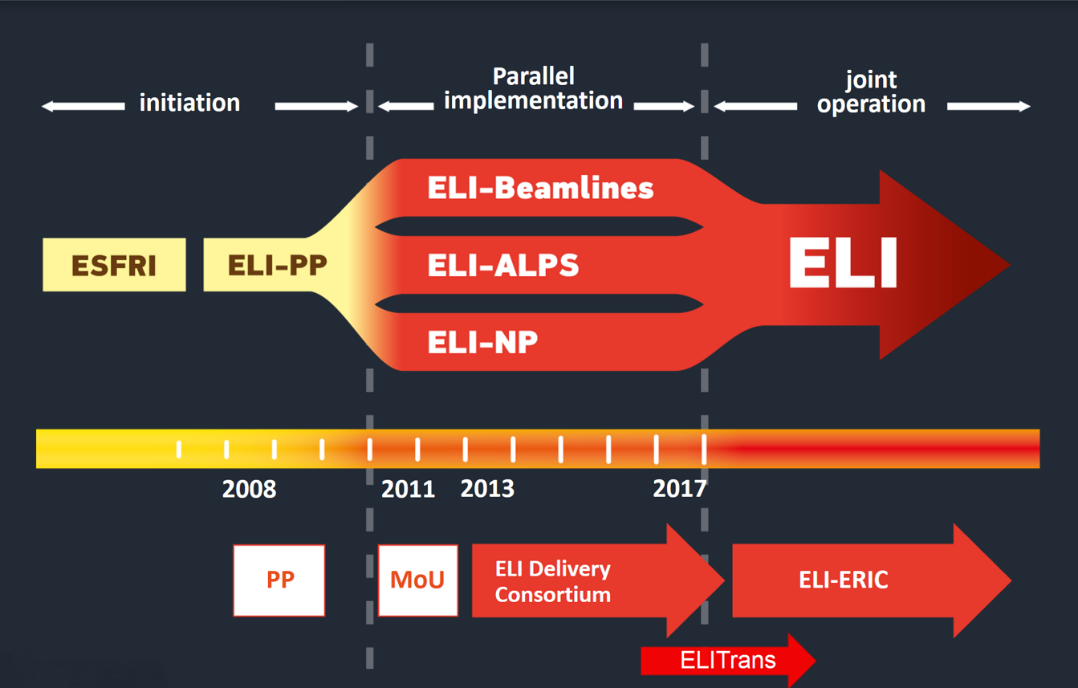 initiation
Parallel
implementation
joint
operation
ELI-Beamlines
ESFRI
ELI-PP
ELI-ALPS
ELI
ELI-NP
2008
2011
2013
2017
PP
MoU
ELI Delivery
Consortium
ELI-ERIC
ELITrans